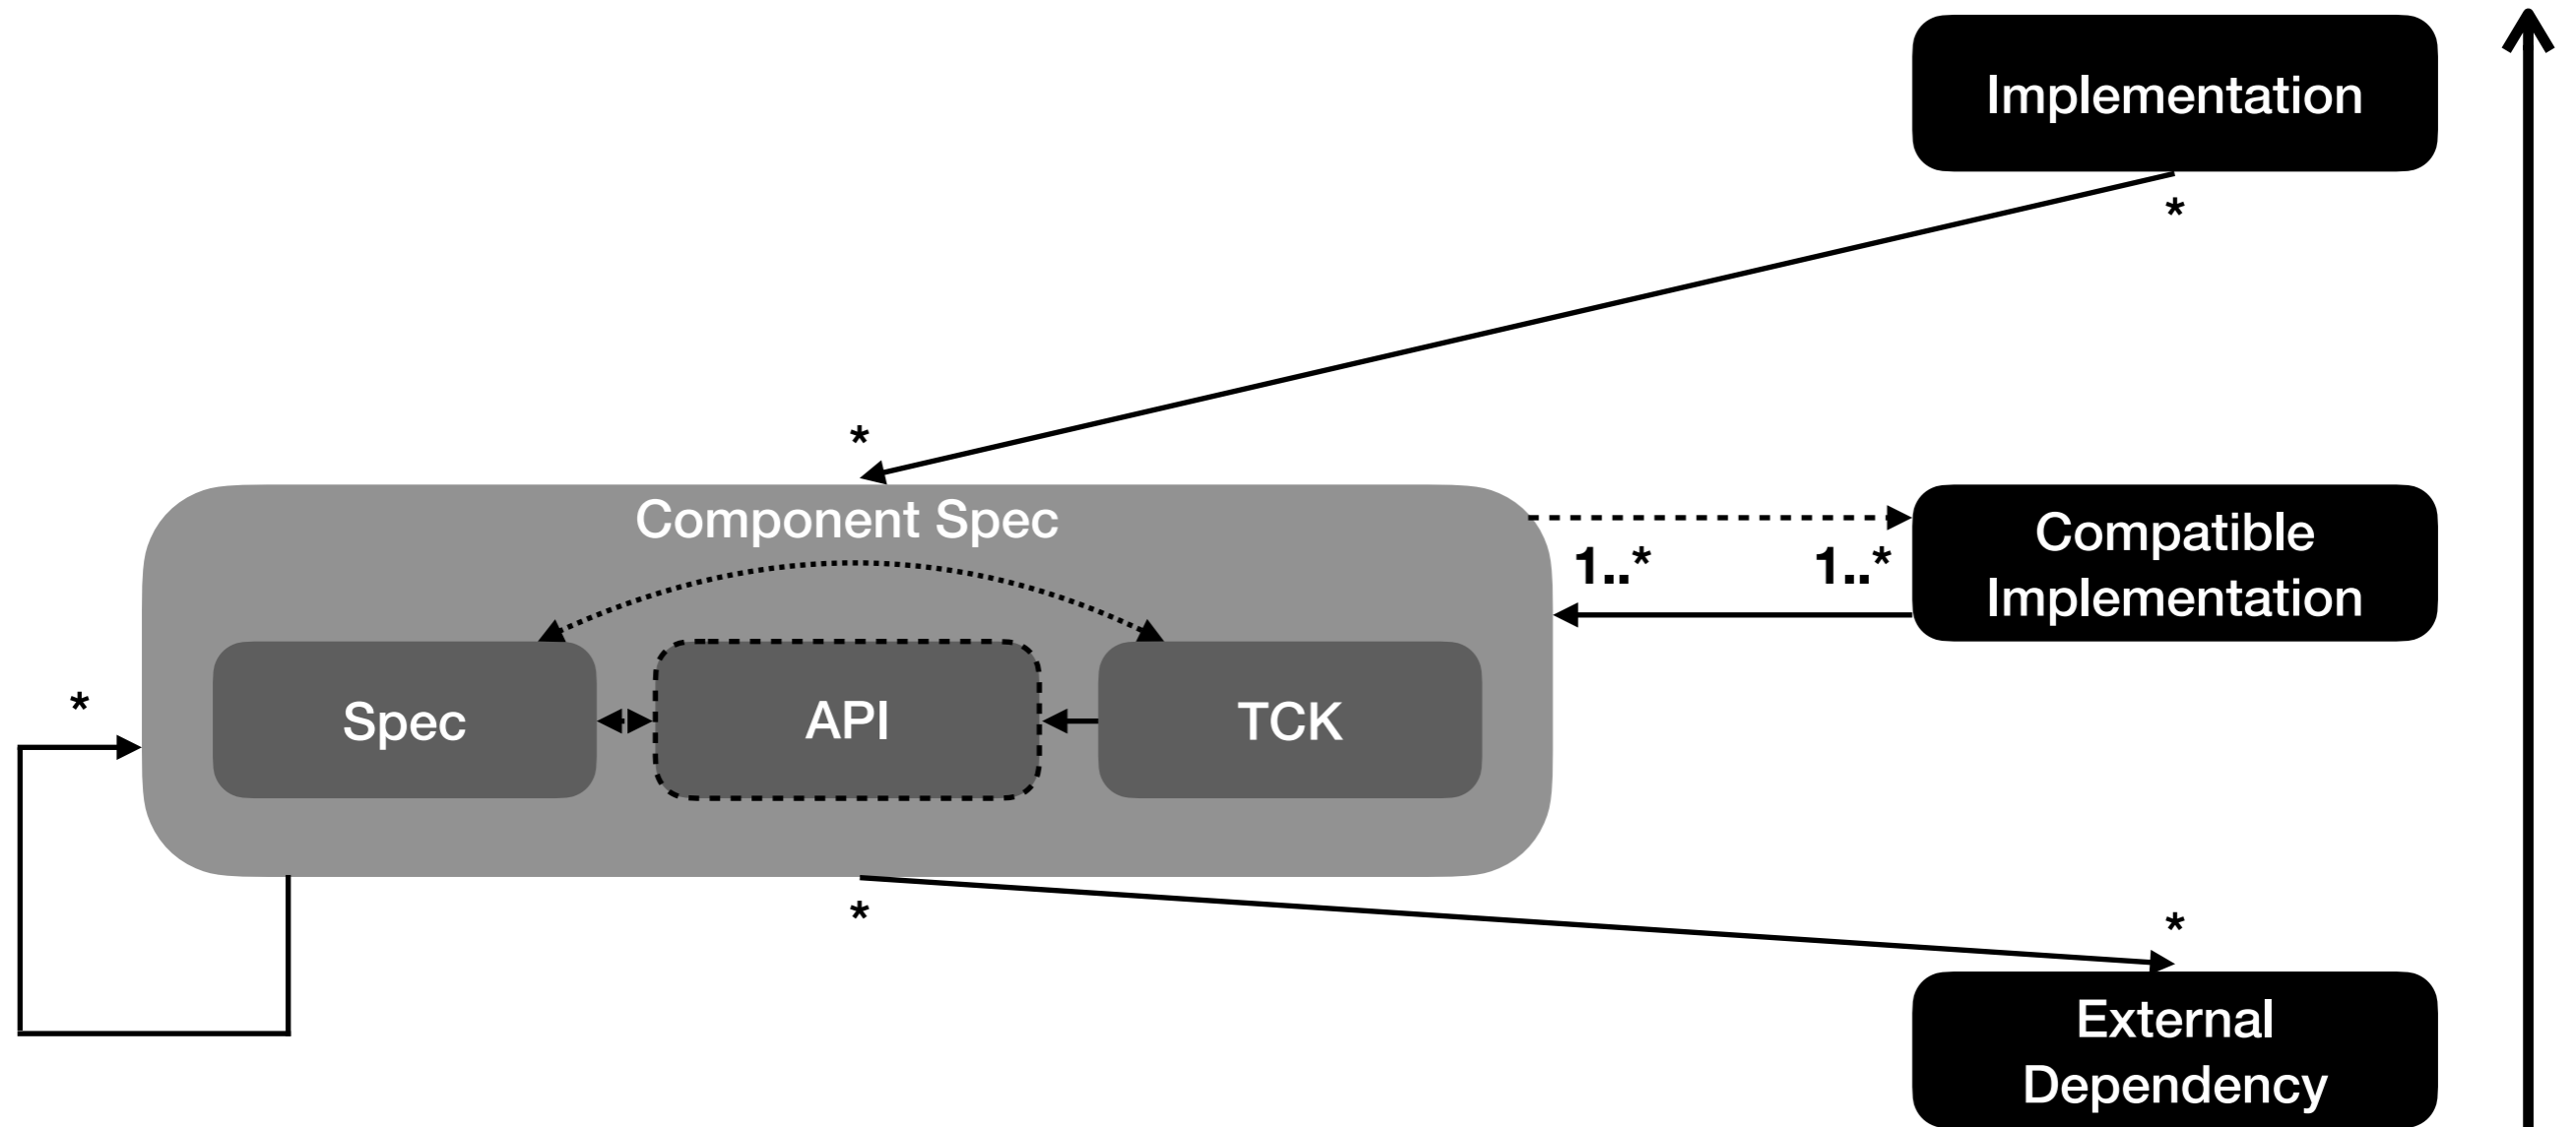 Implementation
*
*
Component Spec
Compatible
Implementation
1..* 1..*
*
Spec
API
TCK
*
*
External
Dependency